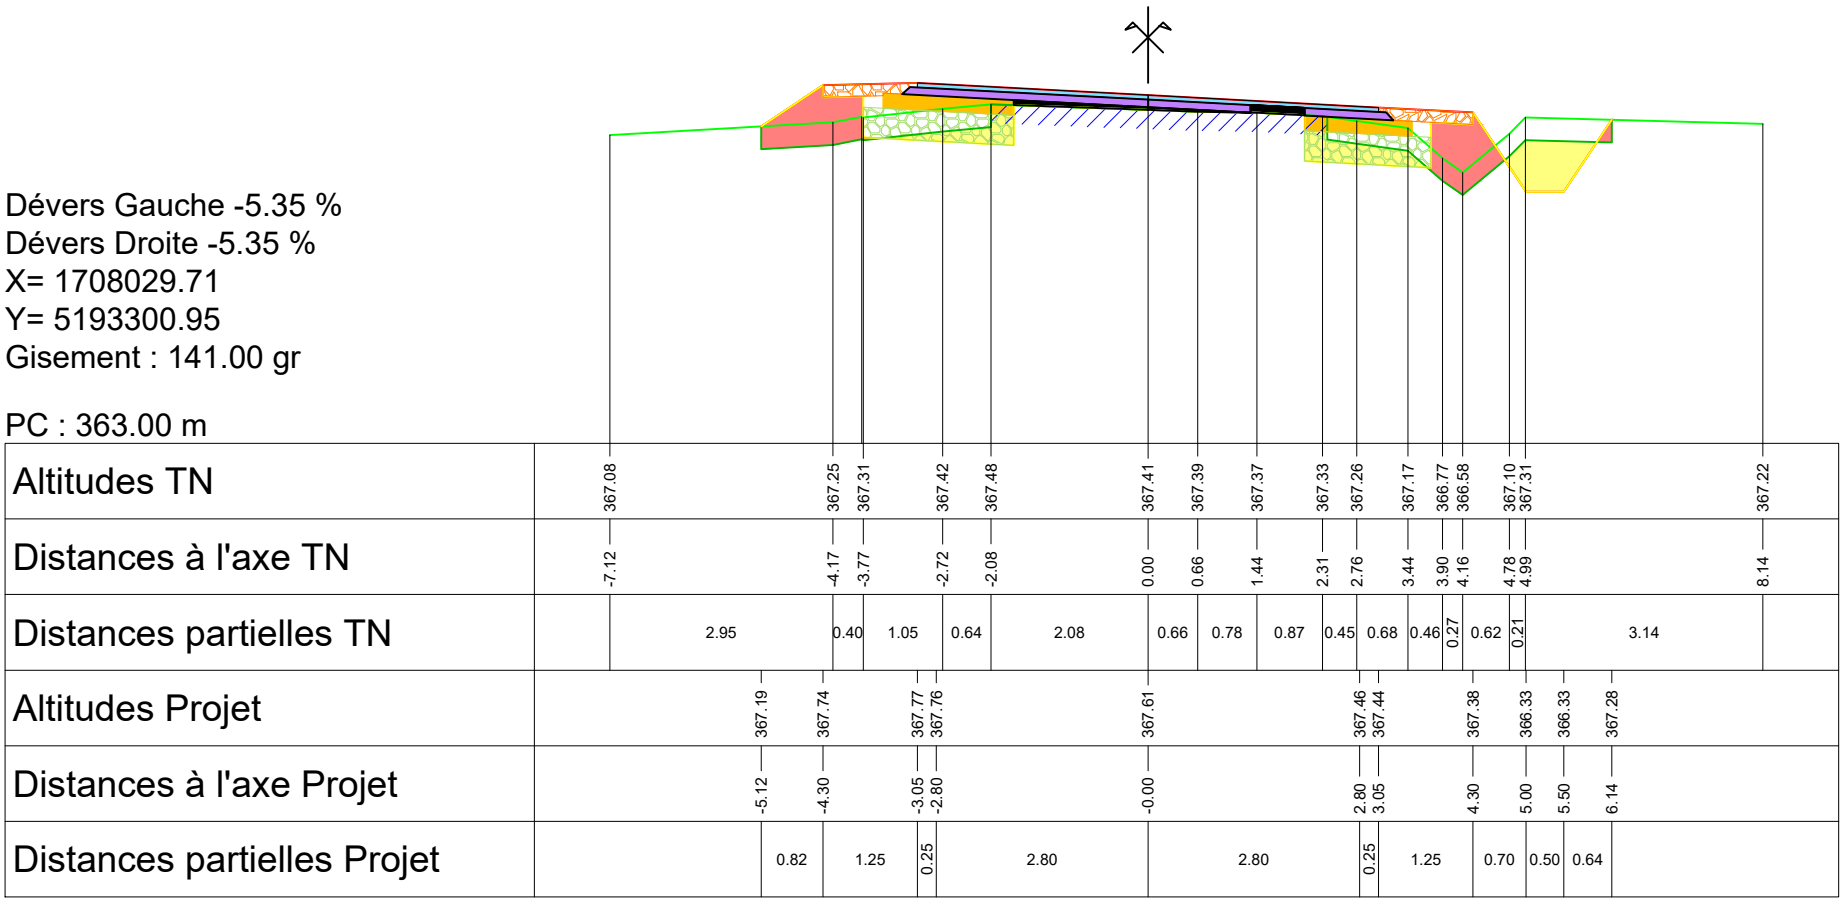 Dévers Gauche -5.35 %
Dévers Droite -5.35 %
X= 1708029.71
Y= 5193300.95
Gisement : 141.00 gr
PC : 363.00 m
Altitudes TN 367.08 367.25 367.31 367.42 367.48 367.41 367.39 367.37 367.33 367.26 367.17 366.77 366.58 367.10 367.31 367.22
Distances à l'axe TN -7.12 -4.17 -3.77 -2.72 -2.08 0.00 0.66 1.44 2.31 2.76 3.44 3.90 4.16 4.78 4.99 8.14
Distances partielles TN 2.95 0.40 1.05 0.64 2.08 0.66 0.78 0.87 0.45 0.68 0.46 0.27 0.62 0.21 3.14
Altitudes Projet 367.19 367.74 367.77 367.76 367.61 367.46 367.44 367.38 366.33 366.33 367.28
Distances à l'axe Projet -5.12 -4.30 -3.05 -2.80 -0.00 2.80 3.05 4.30 5.00 5.50 6.14
Distances partielles Projet 0.82 1.25 0.25 2.80 2.80 0.25 1.25 0.70 0.50 0.64